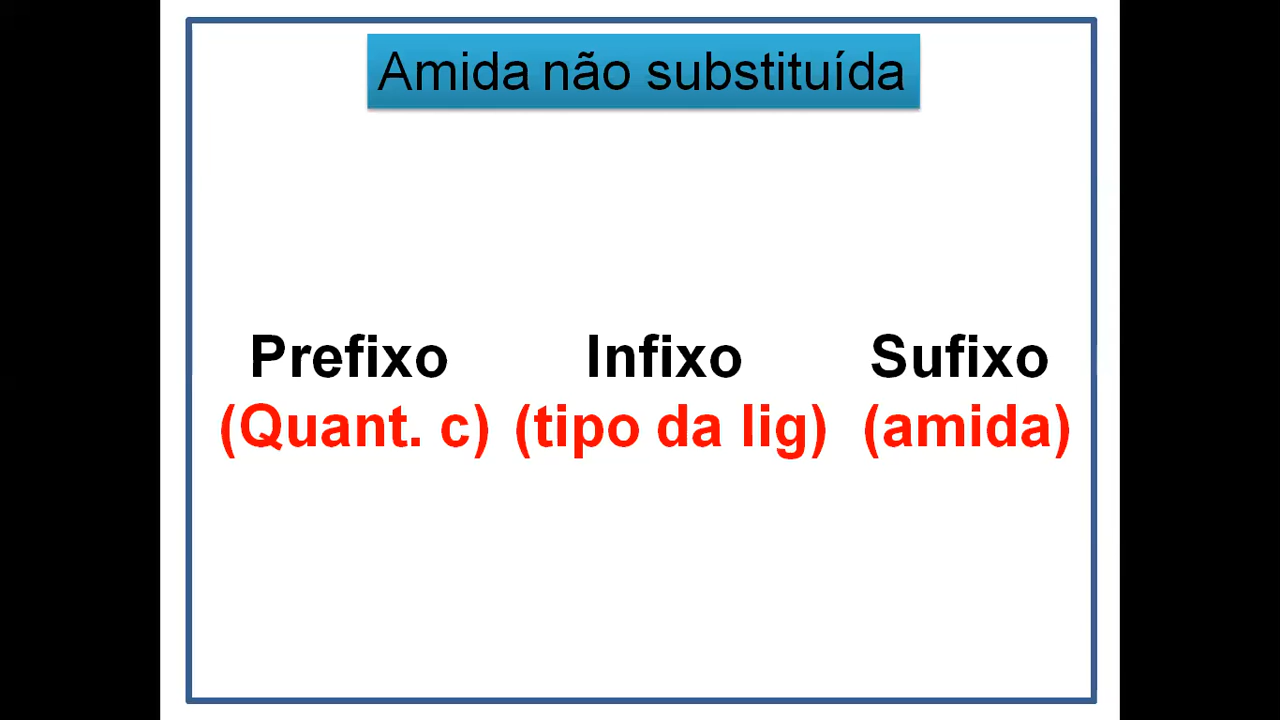 Amida não substituída
Prefixo Infixo Sufixo
(Quant. c) (tipo da lig) (amida)